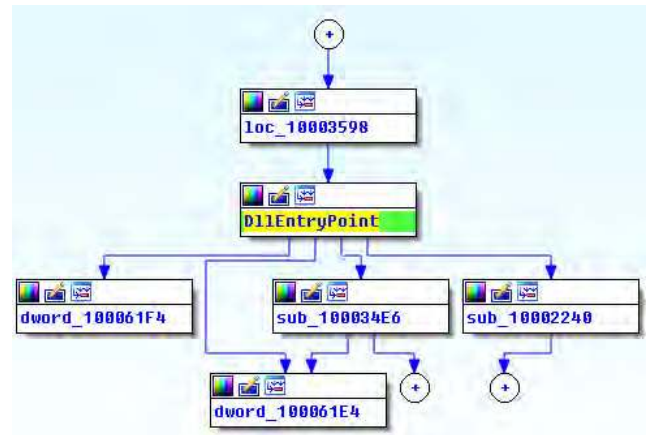 +
loc_10003598
DllEntryPoint
dword_100061F4
sub_100034E6
sub_10002240
dword_100061E4
+
+